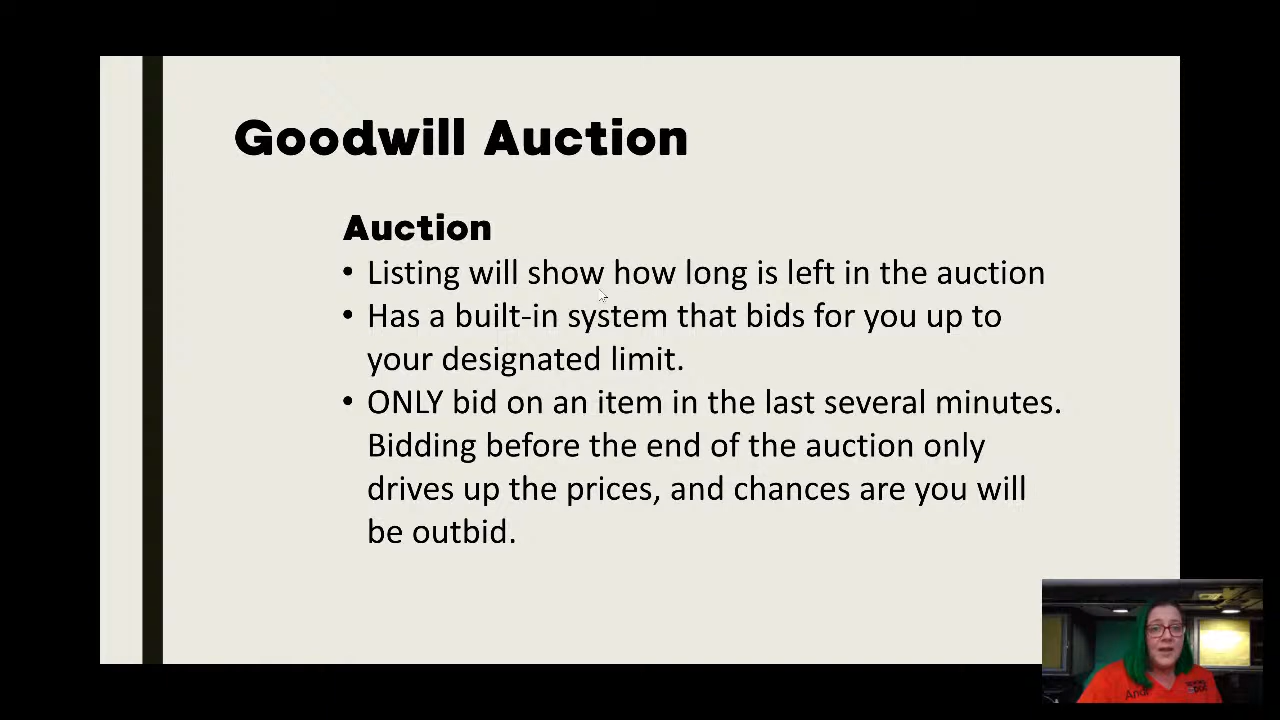 Goodwill Auction
Auction
• Listing will show how long is left in the auction
• Has a built-in system that bids for you up to
your designated limit.
• ONLY bid on an item in the last several minutes.
Bidding before the end of the auction only
drives up the prices, and chances are you will
be outbid.